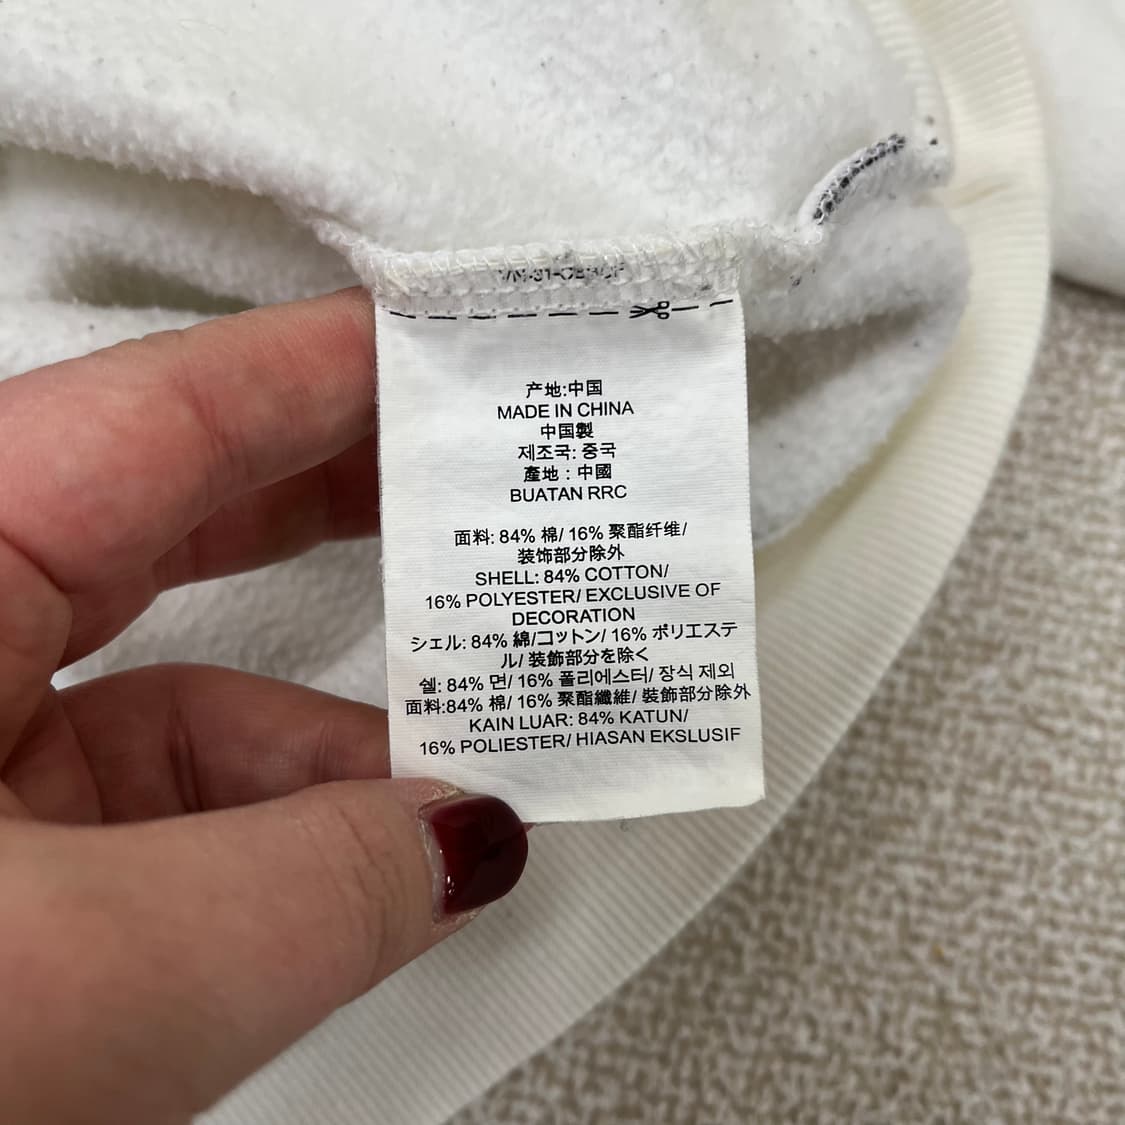 产地:中国
MADE IN CHINA
中国製
제조국: 중국
產地：中國
BUATAN RRC
面料: 84% 棉/ 16% 聚酯纤维/
装饰部分除外
SHELL: 84% COTTON/
16% POLYESTER/ EXCLUSIVE OF
DECORATION
シェル: 84% 綿/コットン/ 16% ポリエステ
ル/ 装飾部分を除く
쉘: 84% 면/ 16% 폴리에스터/ 장식 제외
面料:84% 棉/ 16% 聚酯纖維/ 裝飾部分除外
KAIN LUAR: 84% KATUN/
16% POLIESTER/ HIASAN EKSLUSIF